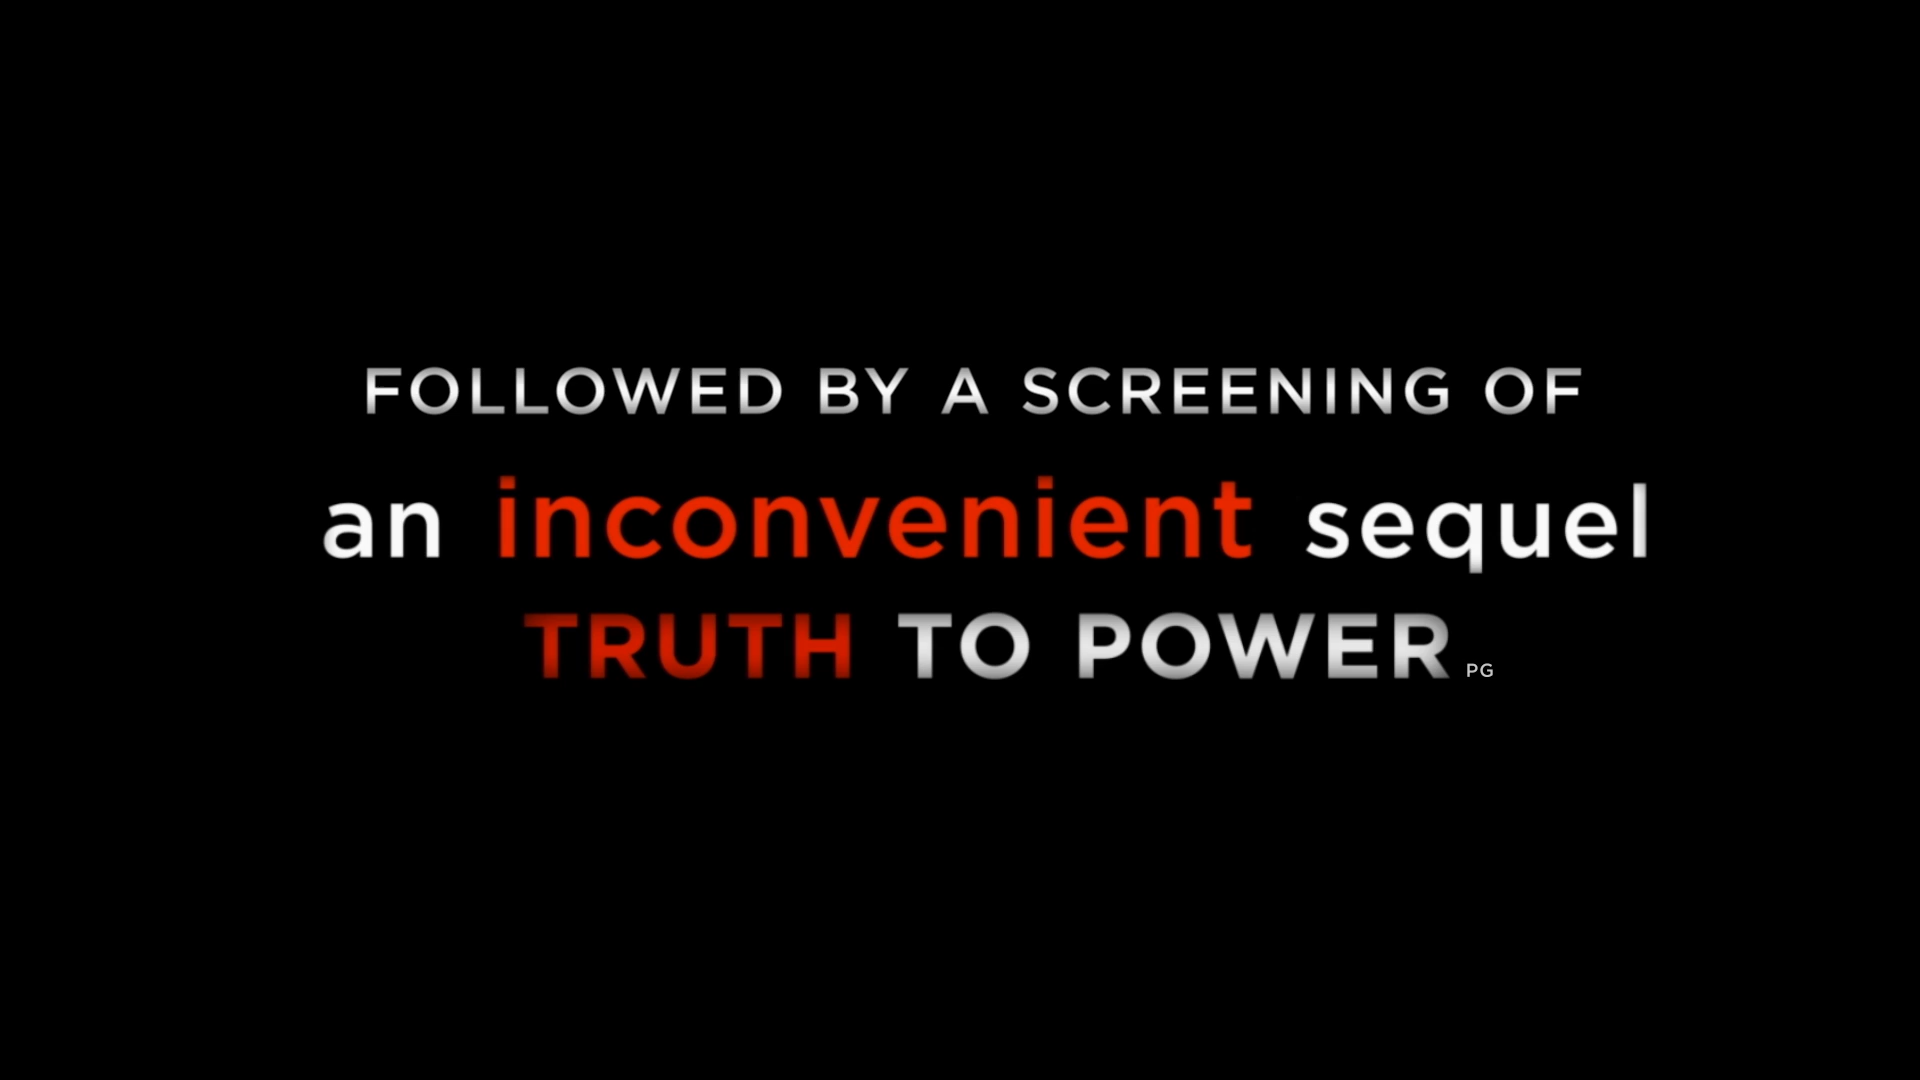 FOLLOWED BY A SCREENING OF
an inconvenient sequel
TRUTH TO POWER PG